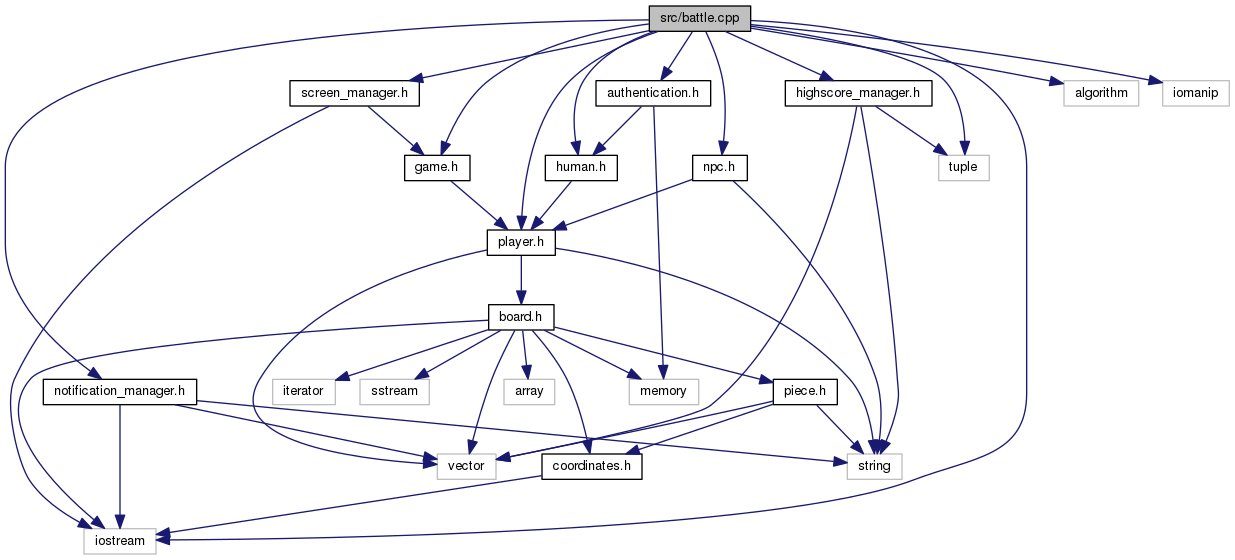 src/battle.cpp
screen_manager.h
authentication.h
highscore_manager.h
algorithm
iomanip
game.h
human.h
npc.h
tuple
player.h
board.h
notification_manager.h
iterator
sstream
array
memory
piece.h
vector
coordinates.h
string
iostream